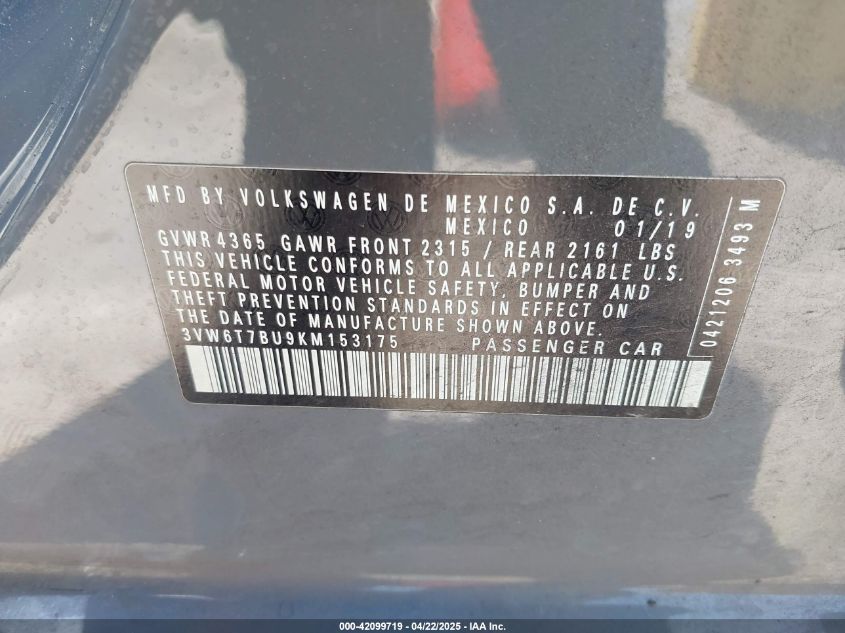 MFD BY VOLKSWAGEN DE MEXICO S.A. DE C.V.
MEXICO 01/19
GVWR 4365 GAWR FRONT 2315 / REAR 2161 LBS
THIS VEHICLE CONFORMS TO ALL APPLICABLE U.S.
FEDERAL MOTOR VEHICLE SAFETY, BUMPER AND
THEFT PREVENTION STANDARDS IN EFFECT ON
THE DATE OF MANUFACTURE SHOWN ABOVE.
3VW6T7BU9KM153175 PASSENGER CAR
0421206 3493 M
000-42099719 - 04/22/2025 - IAA Inc.